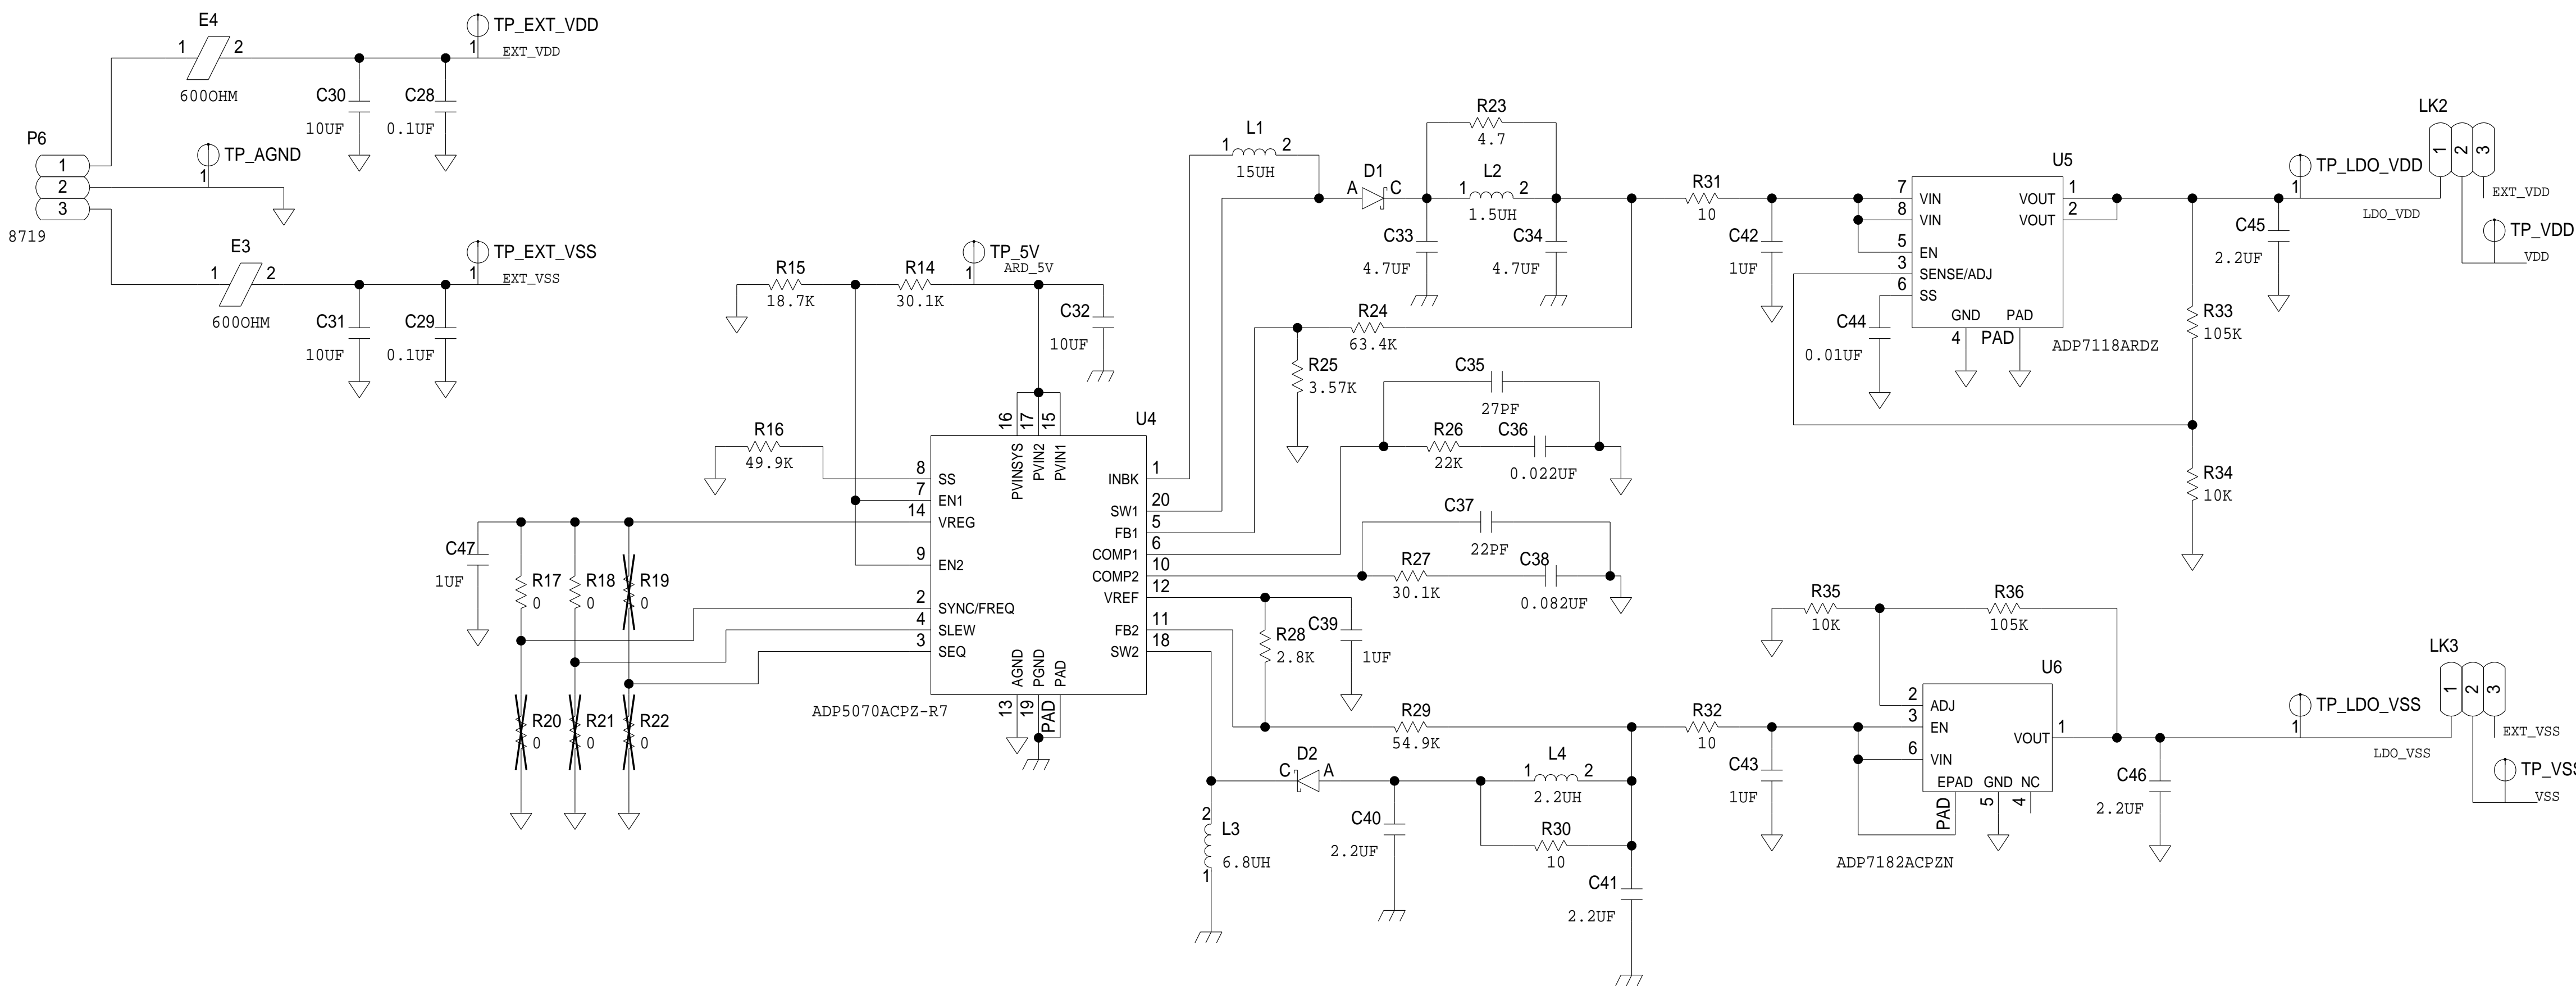 E4
1 2
600OHM
TP_EXT_VDD
1
EXT_VDD
C30
10UF
C28
0.1UF
P6
1
2
3
8719
TP_AGND
1
E3
1 2
600OHM
TP_EXT_VSS
1
EXT_VSS
C31
10UF
C29
0.1UF
R15
18.7K
R14
30.1K
TP_5V
1
ARD_5V
C32
10UF
R16
49.9K
C47
1UF
R17
0
R18
0
R19
0
R20
0
R21
0
R22
0
U4
16 17 15
PVINSYS PVIN2 PVIN1
8 SS
7 EN1
14 VREG
9 EN2
2 SYNC/FREQ
4 SLEW
3 SEQ
INBK 1
SW1 20
FB1 5
COMP1 6
COMP2 10
VREF 12
FB2 11
SW2 18
AGND PGND PAD
13 19 PAD
ADP5070ACPZ-R7
L1
1 2
15UH
D1
A C
R23
4.7
L2
1 2
1.5UH
C33
4.7UF
C34
4.7UF
R24
63.4K
R25
3.57K
C35
27PF
R26
22K
C36
0.022UF
C37
22PF
R27
30.1K
C38
0.082UF
R28
2.8K
C39
1UF
R29
54.9K
D2
C A
L4
1 2
2.2UH
R30
10
C40
2.2UF
C41
2.2UF
2
L3
6.8UH
1
R31
10
C42
1UF
U5
7 VIN
8 VIN
5 EN
3 SENSE/ADJ
6 SS
VOUT 1
VOUT 2
GND PAD
4 PAD
ADP7118ARDZ
C44
0.01UF
R33
105K
R34
10K
C45
2.2UF
TP_LDO_VDD
1
LDO_VDD
LK2
1 2 3
EXT_VDD
TP_VDD
1
VDD
R32
10
C43
1UF
R35
10K
R36
105K
U6
2 ADJ
3 EN
6 VIN
VOUT 1
EPAD GND NC
PAD 5 4
ADP7182ACPZN
C46
2.2UF
TP_LDO_VSS
1
LDO_VSS
LK3
1 2 3
EXT_VSS
TP_VSS
1
VSS